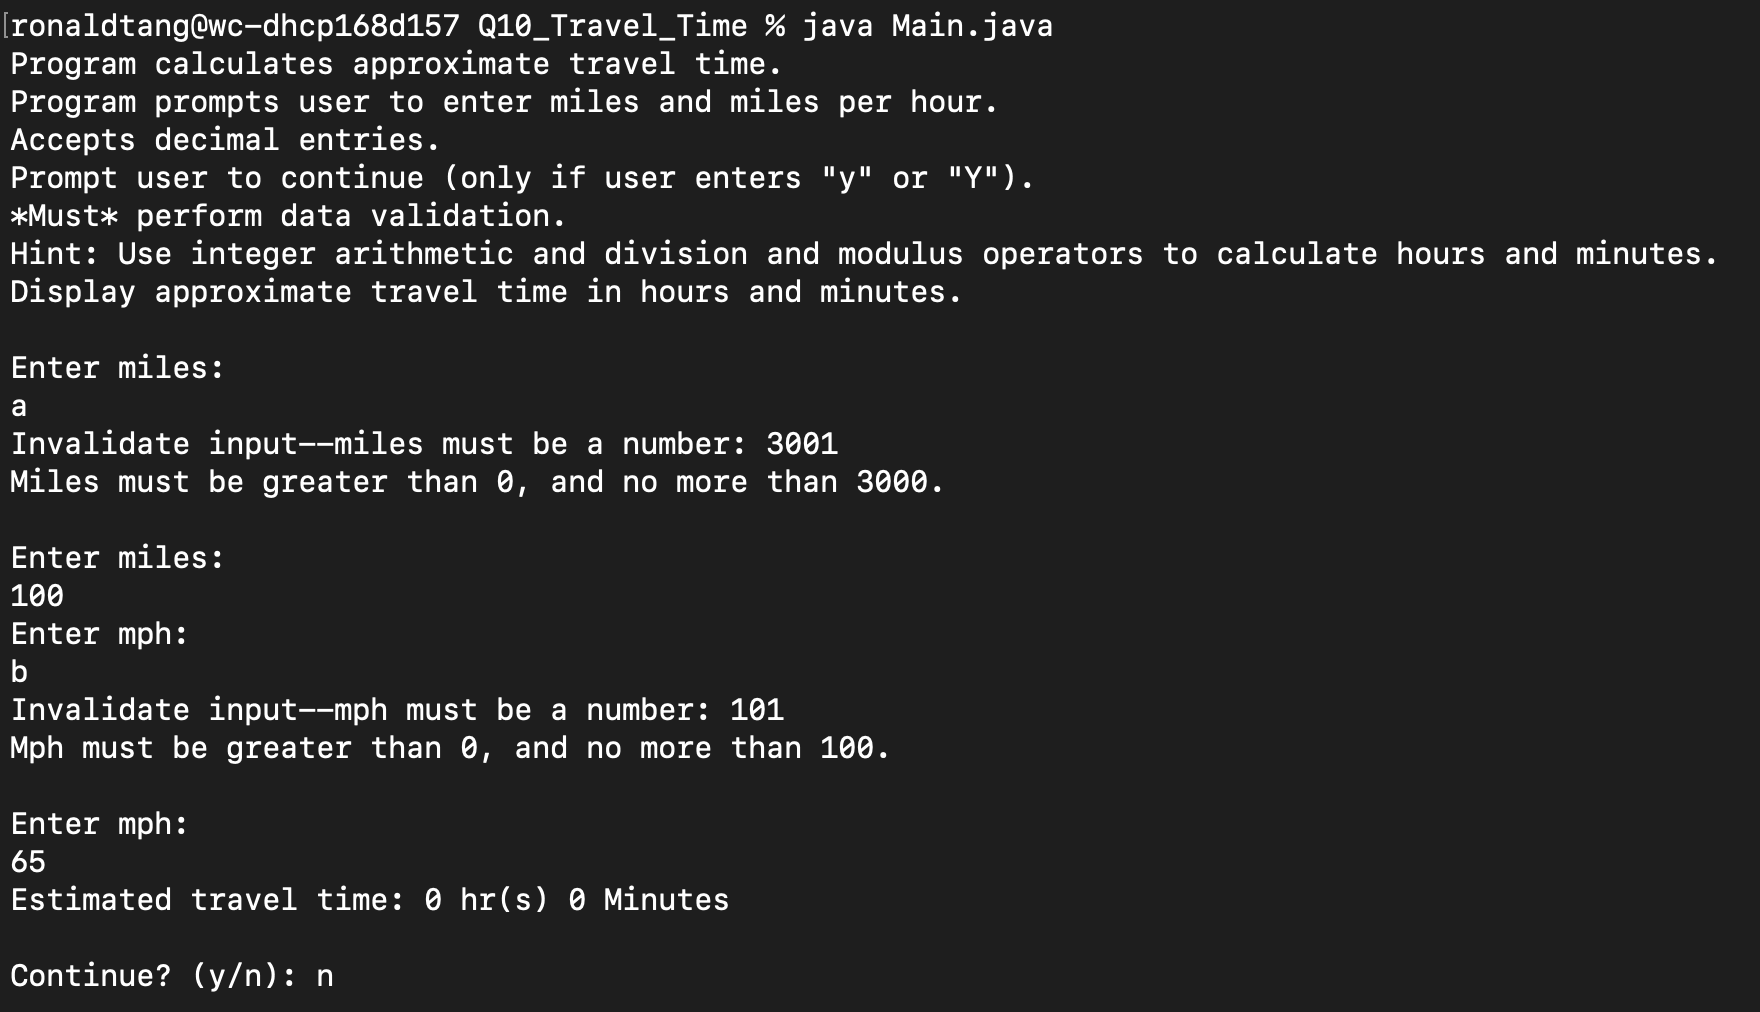 [ronaldtang@wc-dhcp168d157 Q10_Travel_Time % java Main.java
Program calculates approximate travel time.
Program prompts user to enter miles and miles per hour.
Accepts decimal entries.
Prompt user to continue (only if user enters "y" or "Y").
*Must* perform data validation.
Hint: Use integer arithmetic and division and modulus operators to calculate hours and minutes.
Display approximate travel time in hours and minutes.

Enter miles:
a
Invalidate input--miles must be a number: 3001
Miles must be greater than 0, and no more than 3000.

Enter miles:
100
Enter mph:
b
Invalidate input--mph must be a number: 101
Mph must be greater than 0, and no more than 100.

Enter mph:
65
Estimated travel time: 0 hr(s) 0 Minutes

Continue? (y/n): n